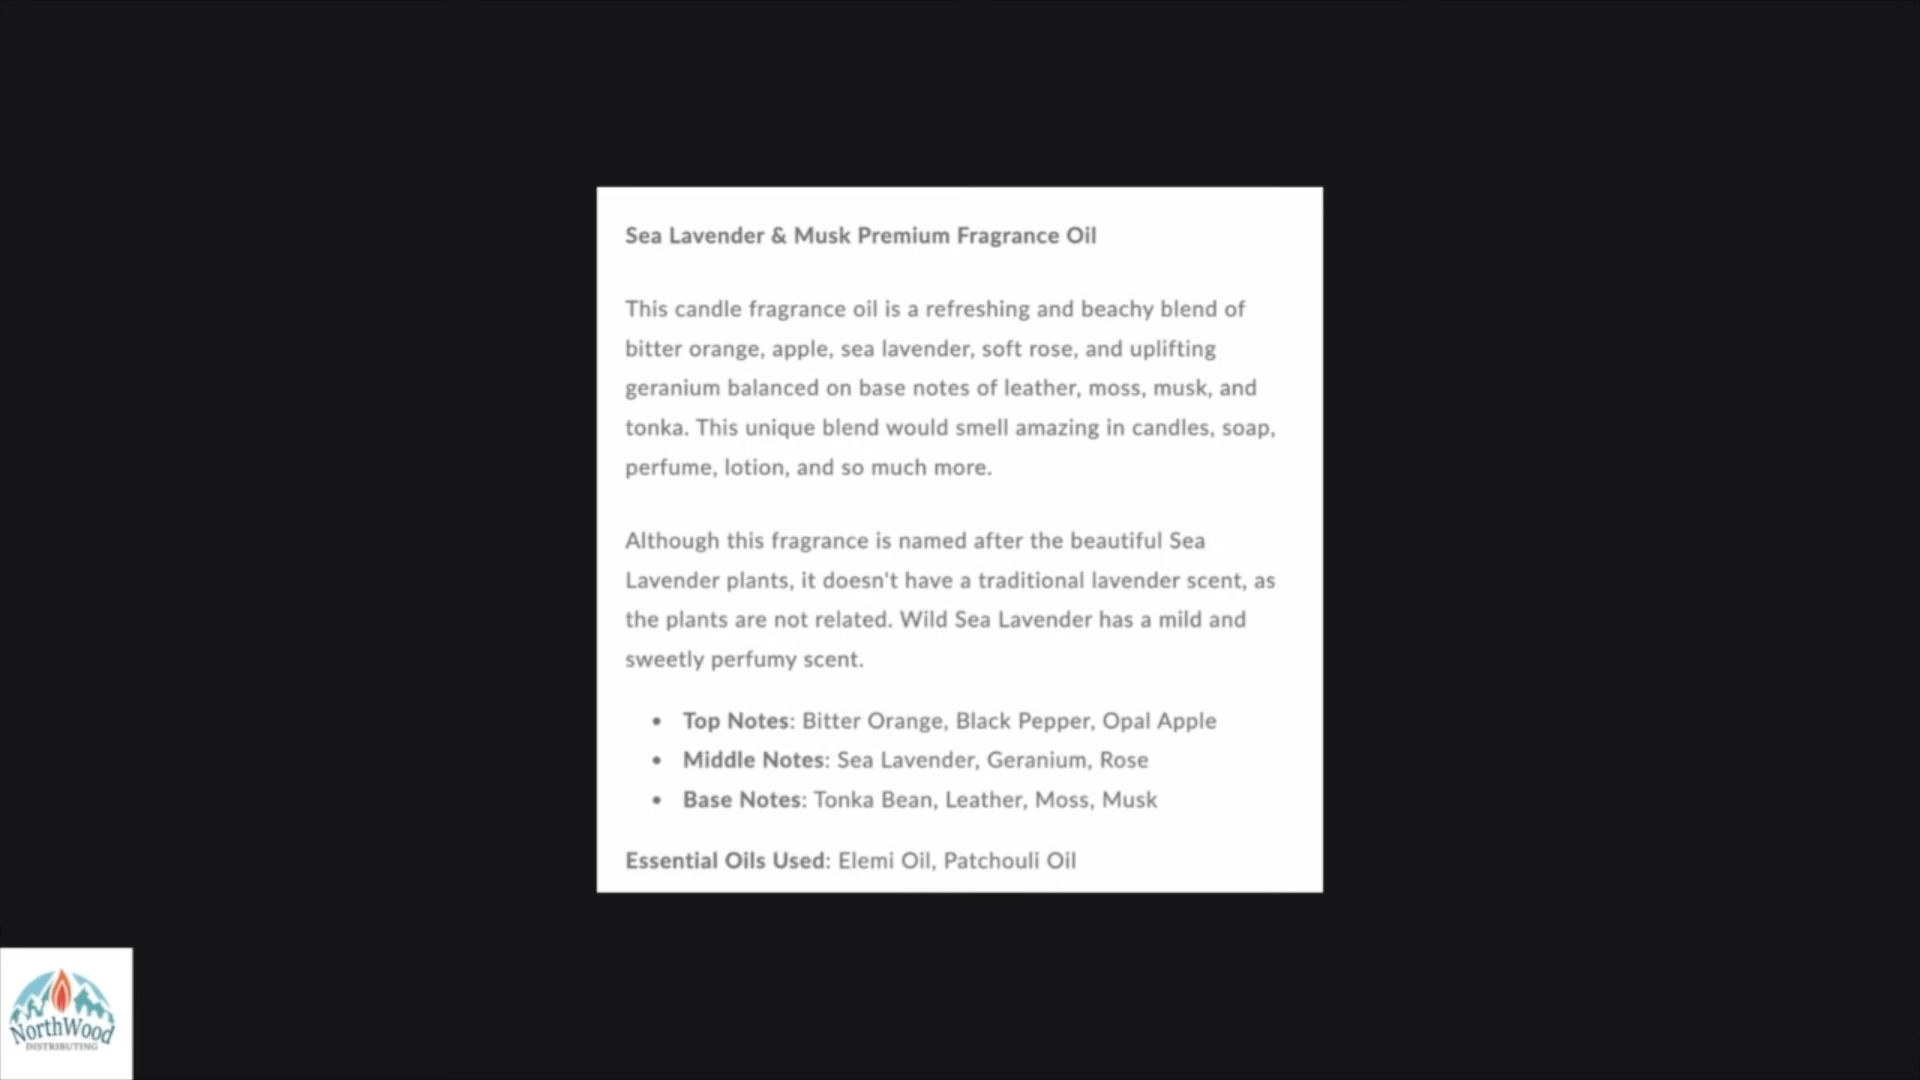 Sea Lavender & Musk Premium Fragrance Oil
This candle fragrance oil is a refreshing and beachy blend of
bitter orange, apple, sea lavender, soft rose, and uplifting
geranium balanced on base notes of leather, moss, musk, and
tonka. This unique blend would smell amazing in candles, soap,
perfume, lotion, and so much more.
Although this fragrance is named after the beautiful Sea
Lavender plants, it doesn't have a traditional lavender scent, as
the plants are not related. Wild Sea Lavender has a mild and
sweetly perfumy scent.
• Top Notes: Bitter Orange, Black Pepper, Opal Apple
• Middle Notes: Sea Lavender, Geranium, Rose
• Base Notes: Tonka Bean, Leather, Moss, Musk
Essential Oils Used: Elemi Oil, Patchouli Oil
NorthWood
DISTRIBUTING